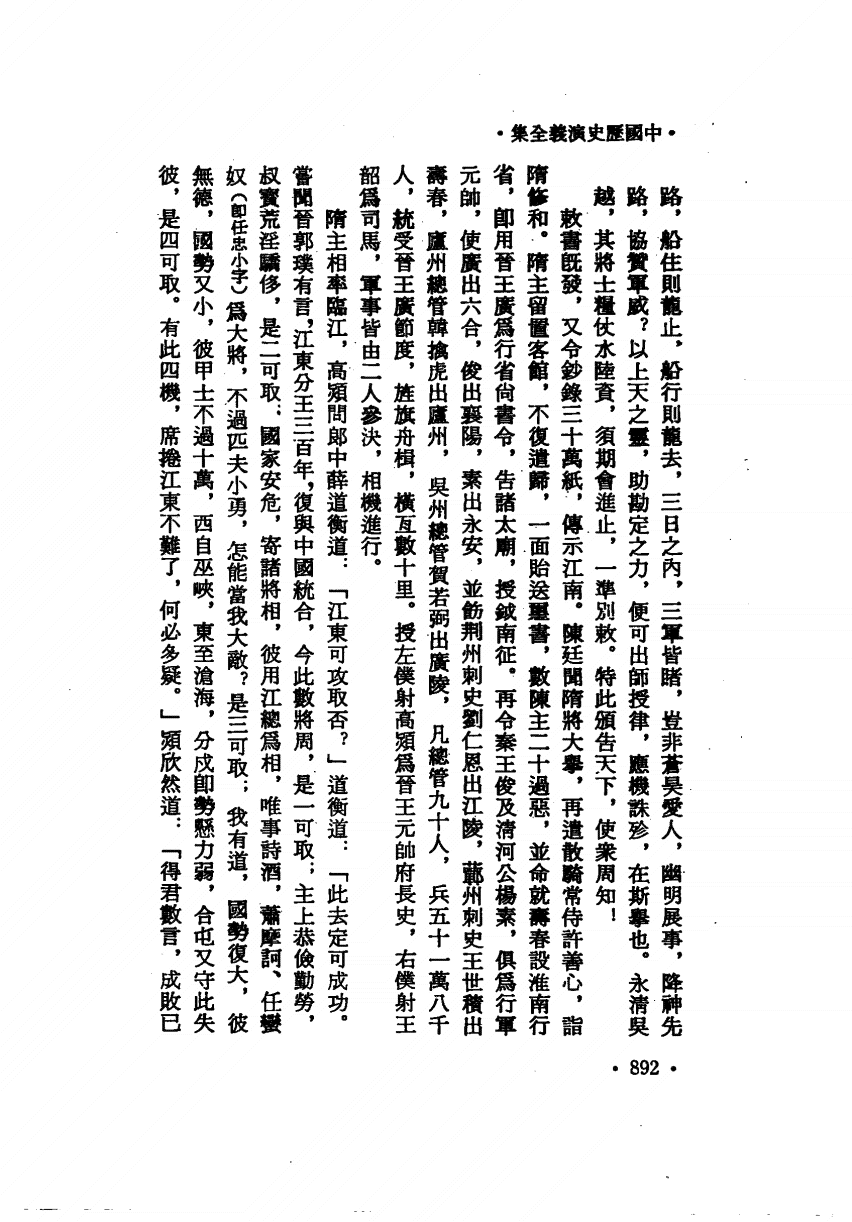 •中國歷史演義全集•
路，船住則龍止，船行則龍去，三日之內，三軍皆睹，豈非蒼昊愛人，幽明展事，降神先
路，協贊軍威？以上天之靈，助勘定之力，便可出師授律，應機誅殄，在斯舉也。永清吳
越，其將士糧仗水陸資，須期會進止，一準別敕。特此頒告天下，使衆周知！
敕書旣發，又令鈔錄三十萬紙，傳示江南。陳廷聞隋將大舉，再遣散騎常侍許善心，詣
隋修和。隋主留置客館，不復遣歸，一面貽送璽書，數陳主二十過惡，並命就壽春設淮南行
省，卽用晉王廣爲行省尙書令，告諸太廟，授鉞南征。再令秦王俊及清河公楊素，俱爲行軍
元帥，使廣出六合，俊出襄陽，素出永安，並飭荆州刺史劉仁恩出江陵，蘄州刺史王世積出
壽春，廬州總管韓擒虎出廬州，吳州總管賀若弼出廣陵，凡總管九十人，兵五十一萬八千
人，統受晉王廣節度，旌旗舟楫，橫亙數十里。授左僕射高熲爲晉王元帥府長史，右僕射王
韶爲司馬，軍事皆由二人參決，相機進行。
隋主相率臨江，高熲問郞中薛道衡道：「江東可攻取否？」道衡道：「此去定可成功。
嘗聞晉郭璞有言，江東分王三百年，復與中國統合，今此數將周，是一可取；主上恭儉勤勞，
叔寶荒淫驕侈，是二可取；國家安危，寄諸將相，彼用江總爲相，唯事詩酒，蕭摩訶、任蠻
奴（卽任忠小字）爲大將，不過匹夫小勇，怎能當我大敵？是三可取；我有道，國勢復大，彼
無德，國勢又小，彼甲士不過十萬，西自巫峽，東至滄海，分戍卽勢懸力弱，合屯又守此失
彼，是四可取。有此四機，席捲江東不難了，何必多疑。」熲欣然道：「得君數言，成敗已
•892•